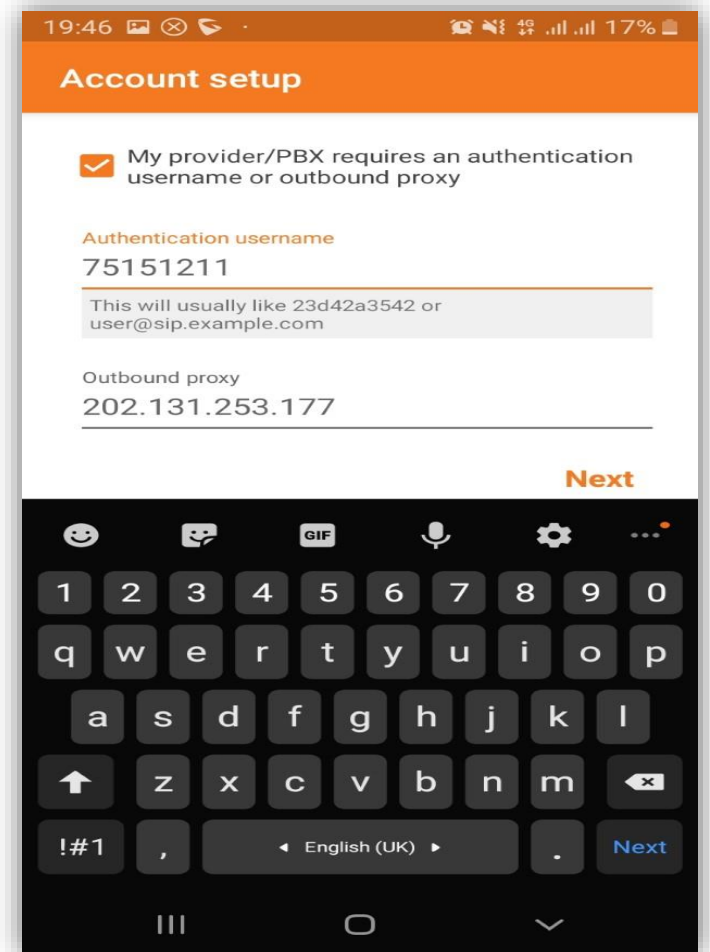 19:46 4G 17%
Account setup
My provider/PBX requires an authentication
username or outbound proxy
Authentication username
75151211
This will usually like 23d42a3542 or
user@sip.example.com
Outbound proxy
202.131.253.177
Next
GIF
1 2 3 4 5 6 7 8 9 0
q w e r t y u i o p
a s d f g h j k l
z x c v b n m
!#1 , English (UK) . Next